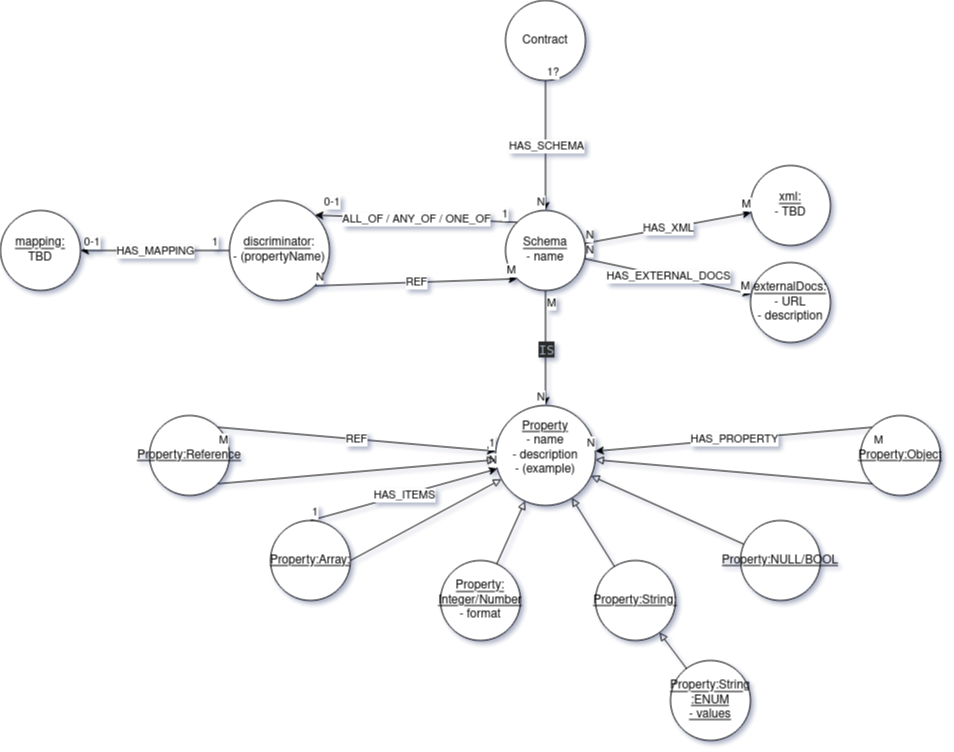 Contract
1?
HAS_SCHEMA
N
0-1
ALL_OF / ANY_OF / ONE_OF
1
xml:
- TBD
M
HAS_XML
N
mapping:
TBD
0-1
HAS_MAPPING
1
discriminator:
- (propertyName)
Schema
- name
N
HAS_EXTERNAL_DOCS
M
externalDocs:
- URL
- description
N
REF
M
M
IS
N
Property
- name
- description
- (example)
Property:Reference
M
REF
1
N
N
HAS_PROPERTY
M
Property:Object
HAS_ITEMS
1
Property:Array:
Property:
Integer/Number
- format
Property:String:
Property:NULL/BOOL
Property:String
:ENUM
- values